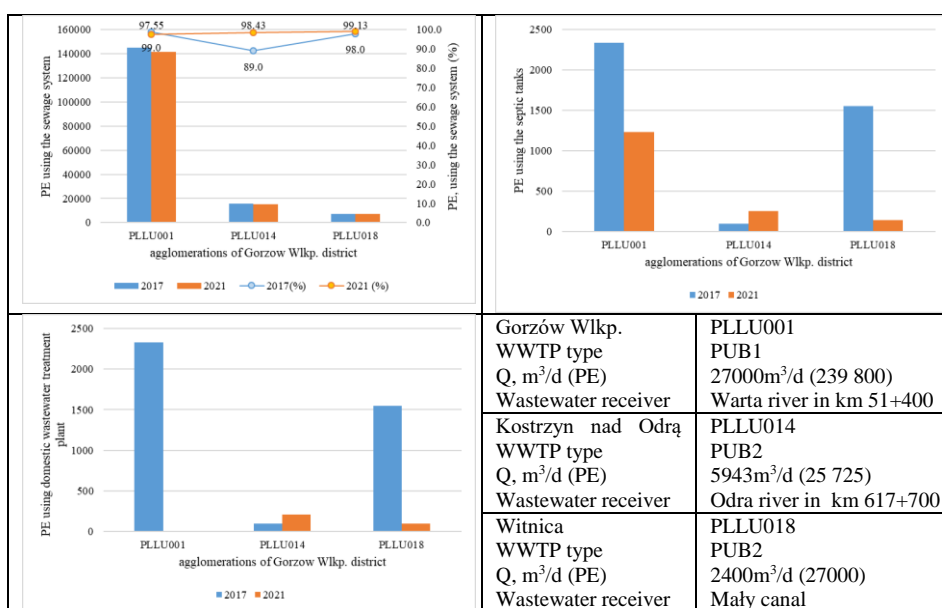 97.55 98.43 99.13
99.0 89.0 98.0
160000
140000
120000
100000
80000
60000
40000
20000
0
PE using the sewage system
100.0
90.0
80.0
70.0
60.0
50.0
40.0
30.0
20.0
10.0
0.0
PE, using the sewage system (%)
PLLU001 PLLU014 PLLU018
agglomerations of Gorzow Wlkp. district
2017 2021 2017(%) 2021 (%)
2500
2000
1500
1000
500
0
PE using the septic tanks
PLLU001 PLLU014 PLLU018
agglomerations of Gorzow Wlkp. district
2017 2021
2500
2000
1500
1000
500
0
PE using domestic wastewater treatment
plant
PLLU001 PLLU014 PLLU018
agglomerations of Gorzow Wlkp. district
2017 2021
Gorzów Wlkp. PLLU001
WWTP type PUB1
Q, m³/d (PE) 27000m³/d (239 800)
Wastewater receiver Warta river in km 51+400
Kostrzyn nad Odrą PLLU014
WWTP type PUB2
Q, m³/d (PE) 5943m³/d (25 725)
Wastewater receiver Odra river in km 617+700
Witnica PLLU018
WWTP type PUB2
Q, m³/d (PE) 2400m³/d (27000)
Wastewater receiver Mały canal